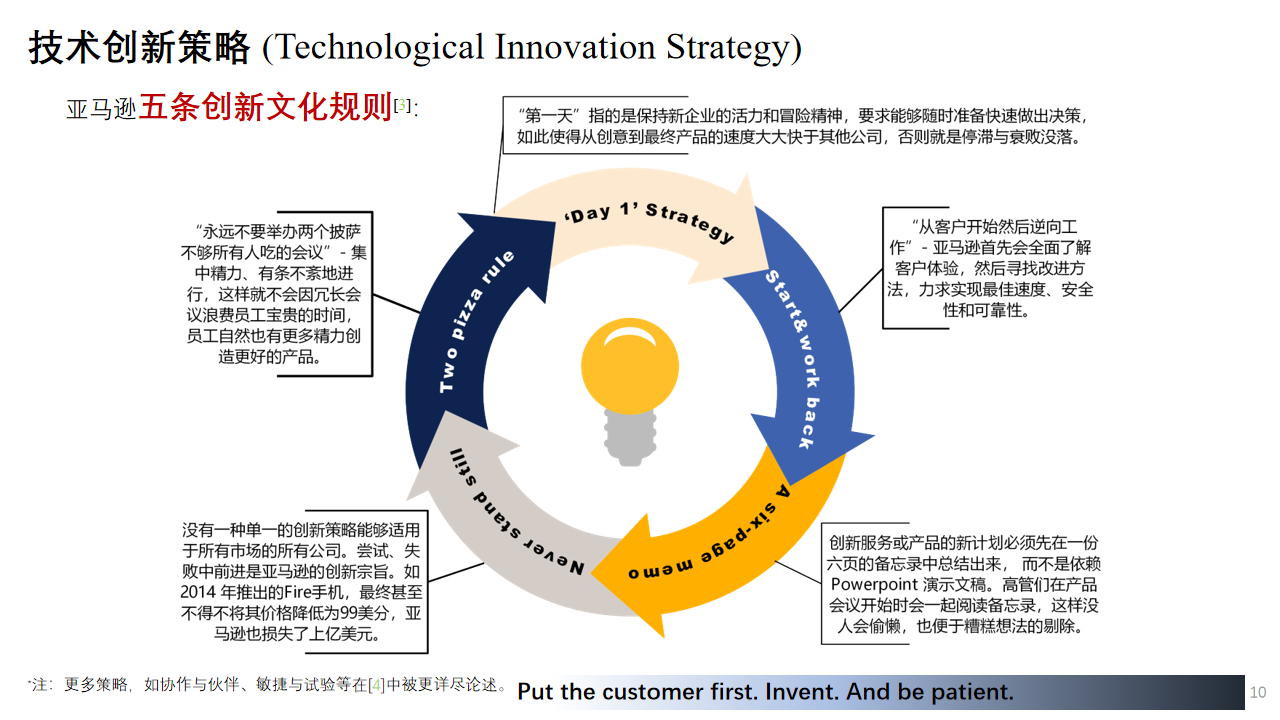 技术创新策略 (Technological Innovation Strategy)
亚马逊五条创新文化规则[3]:
“第一天”指的是保持新企业的活力和冒险精神，要求能够随时准备快速做出决策，
如此使得从创意到最终产品的速度大大快于其他公司，否则就是停滞与衰败没落。
‘Day 1’ Strategy
“从客户开始然后逆向工
作” - 亚马逊首先会全面了解
客户体验，然后寻找改进方
法，力求实现最佳速度、安全
性和可靠性。
Start&work back
创新服务或产品的新计划必须先在一份
六页的备忘录中总结出来， 而不是依赖
Powerpoint 演示文稿。高管们在产品
会议开始时会一起阅读备忘录，这样没
人会偷懒，也便于糟糕想法的剔除。
A six-page memo
没有一种单一的创新策略能够适用
于所有市场的所有公司。尝试、失
败中前进是亚马逊的创新宗旨。如
2014 年推出的Fire手机，最终甚至
不得不将其价格降低为99美分，亚
马逊也损失了上亿美元。
Never stand still
“永远不要举办两个披萨
不够所有人吃的会议” - 集
中精力、有条不紊地进
行，这样就不会因冗长会
议浪费员工宝贵的时间，
员工自然也有更多精力创
造更好的产品。
Two pizza rule
*注：更多策略，如协作与伙伴、敏捷与试验等在[4]中被更详尽论述。
Put the customer first. Invent. And be patient.
10